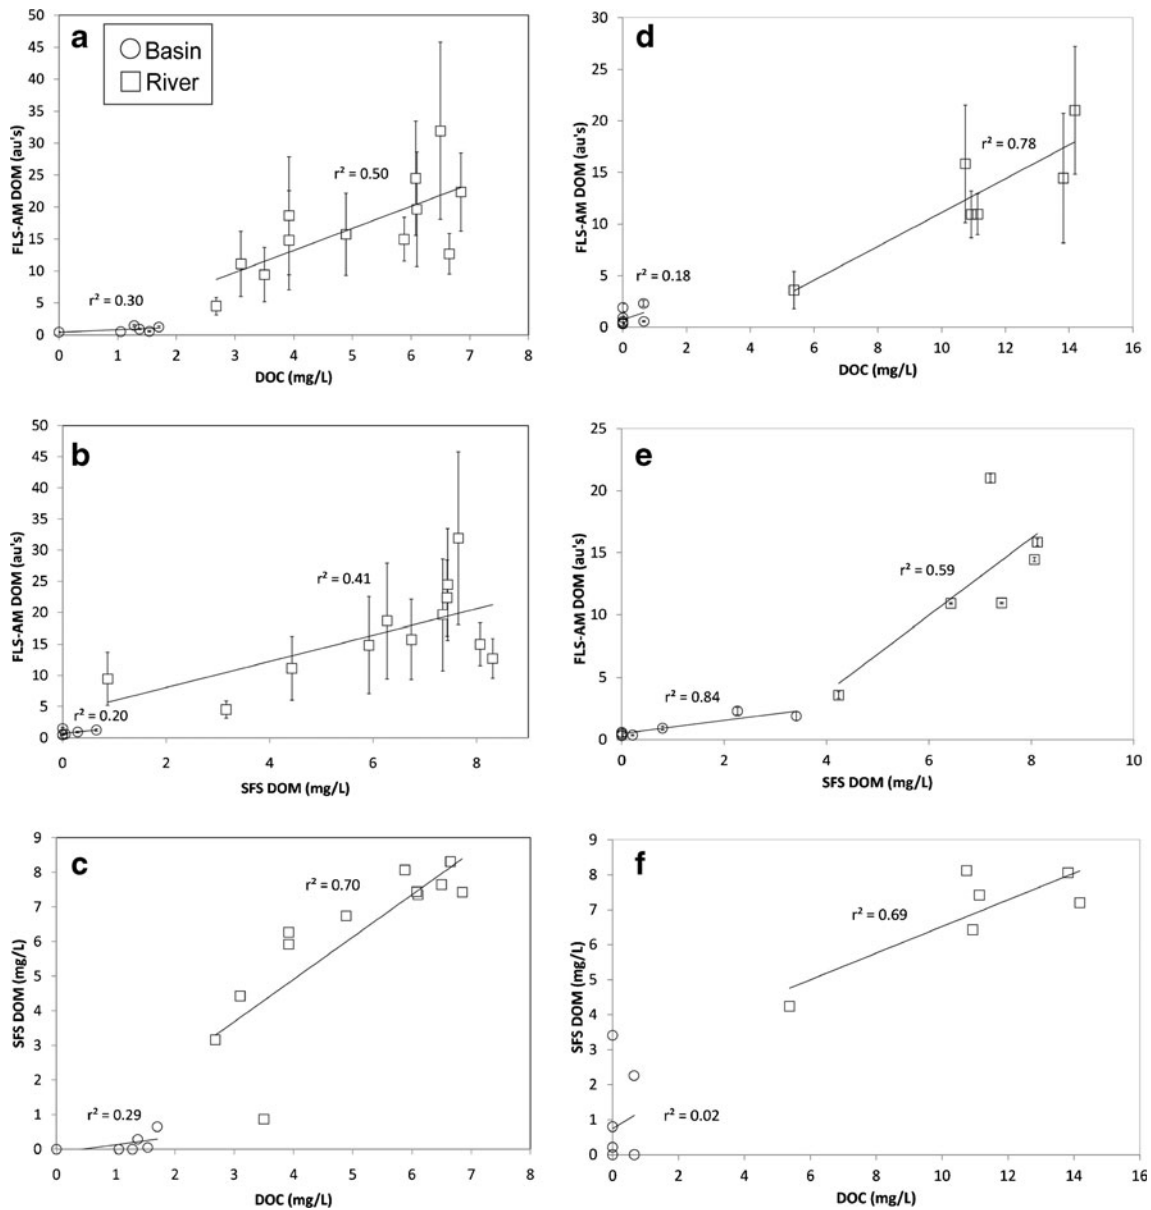 a
Basin
River
50
45
40
35
30
25
20
15
10
5
0
FLS-AM DOM (au's)
r² = 0.50
r² = 0.30
0 1 2 3 4 5 6 7 8
DOC (mg/L)
d
30
25
20
15
10
5
0
FLS-AM DOM (au's)
r² = 0.78
r² = 0.18
0 2 4 6 8 10 12 14 16
DOC (mg/L)
b
50
45
40
35
30
25
20
15
10
5
0
FLS-AM DOM (au's)
r² = 0.41
r² = 0.20
0 2 4 6 8
SFS DOM (mg/L)
e
25
20
15
10
5
0
FLS-AM DOM (au's)
r² = 0.59
r² = 0.84
0 2 4 6 8 10
SFS DOM (mg/L)
c
9
8
7
6
5
4
3
2
1
0
SFS DOM (mg/L)
r² = 0.70
r² = 0.29
0 1 2 3 4 5 6 7 8
DOC (mg/L)
f
9
8
7
6
5
4
3
2
1
0
SFS DOM (mg/L)
r² = 0.69
r² = 0.02
0 2 4 6 8 10 12 14 16
DOC (mg/L)